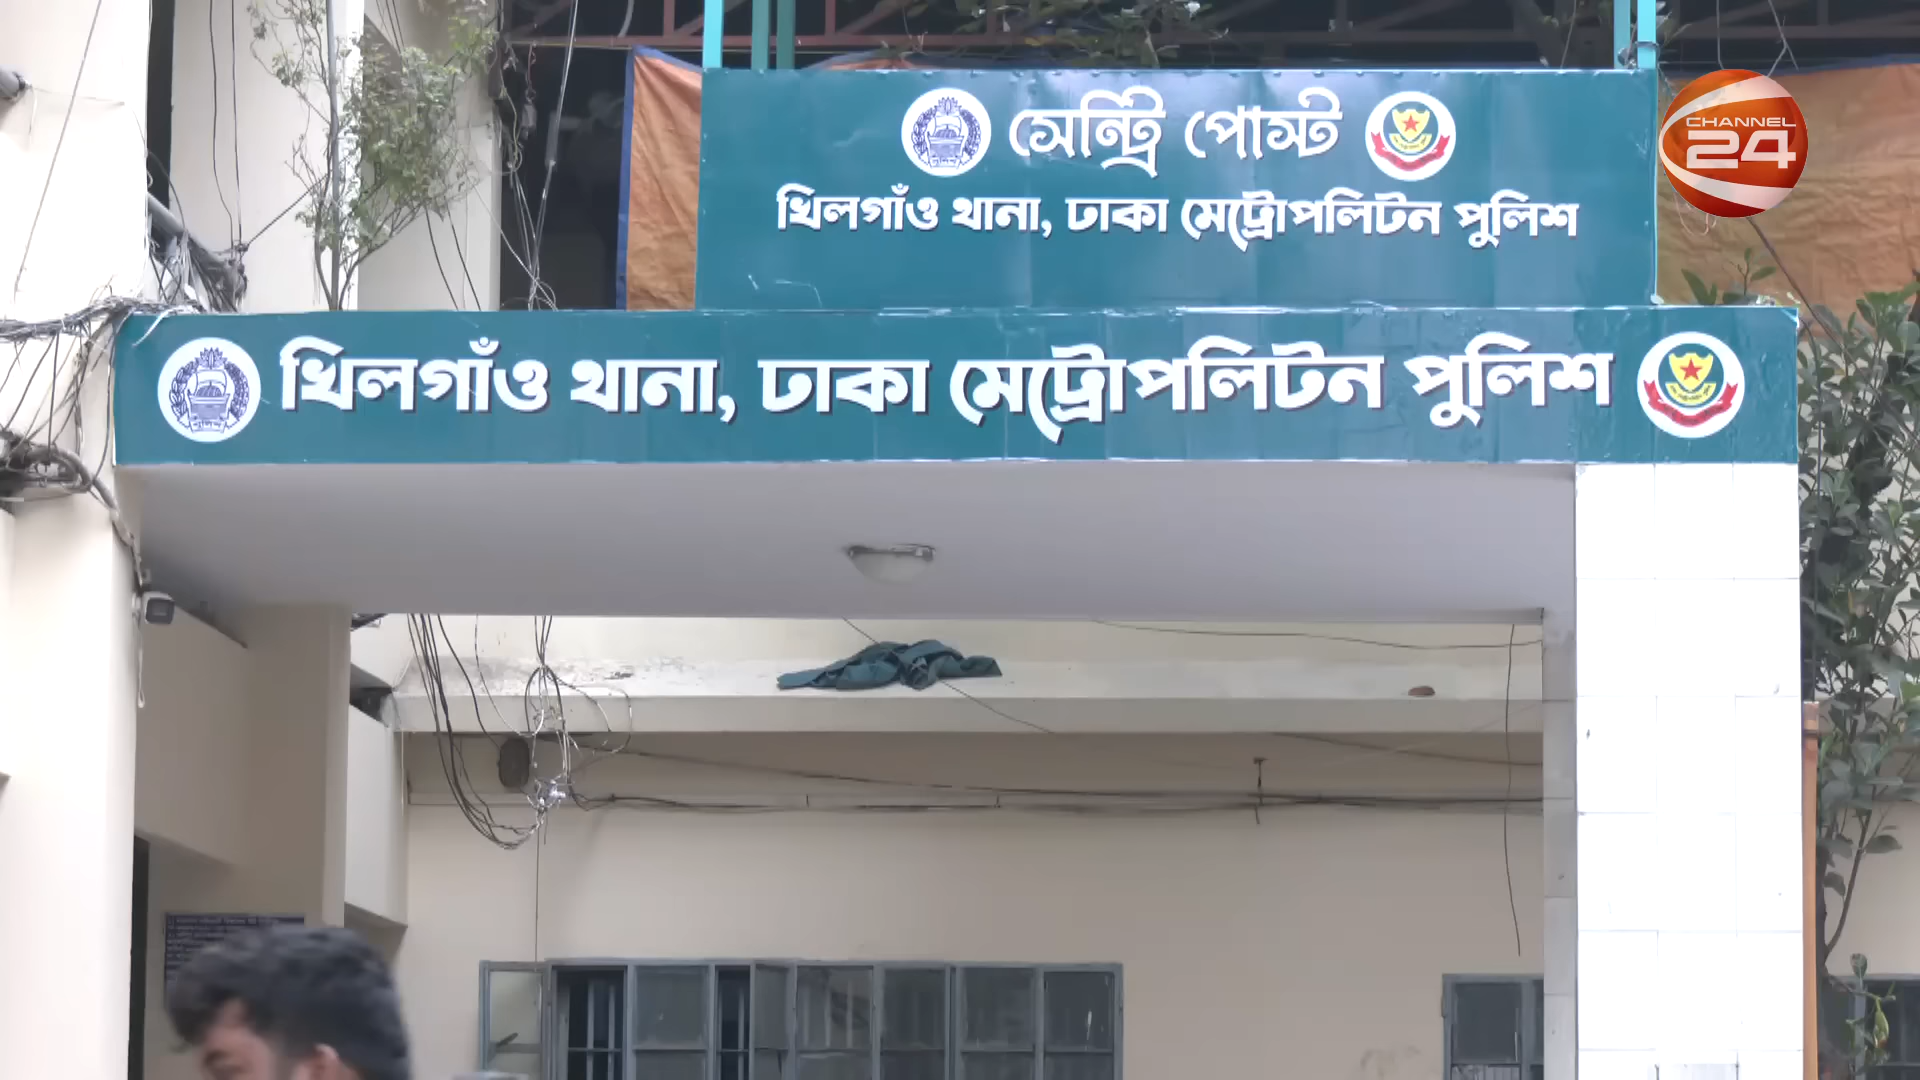 সেন্ট্রি পোস্ট
খিলগাঁও থানা, ঢাকা মেট্রোপলিটন পুলিশ
CHANNEL
24
খিলগাঁও থানা, ঢাকা মেট্রোপলিটন পুলিশ